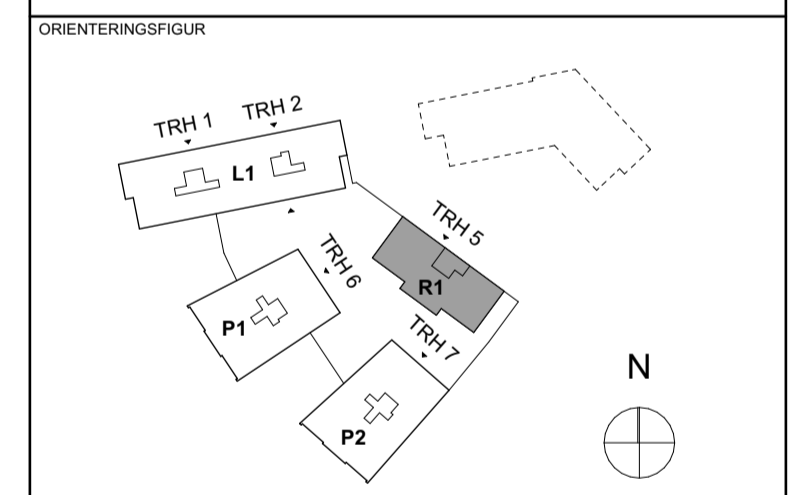 ORIENTERINGSFIGUR
TRH 1
TRH 2
L1
TRH 5
TRH 6
R1
P1
TRH 7
N
P2